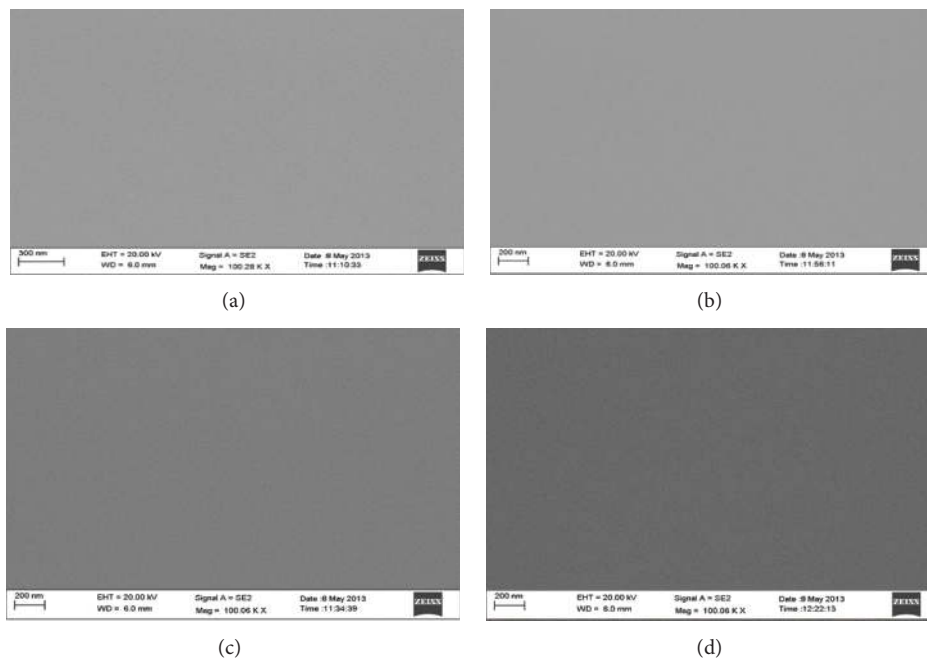 500 nm EHT = 20.00 kV Signal A = SE2 Date :8 May 2013 ZEISS
WD = 6.0 mm Mag = 100.28 K X Time :11:10:33
(a)
200 nm EHT = 20.00 kV Signal A = SE2 Date :8 May 2013 ZEISS
WD = 6.0 mm Mag = 100.06 K X Time :11:56:11
(b)
200 nm EHT = 20.00 kV Signal A = SE2 Date :8 May 2013 ZEISS
WD = 6.0 mm Mag = 100.06 K X Time :11:34:39
(c)
200 nm EHT = 20.00 kV Signal A = SE2 Date :8 May 2013 ZEISS
WD = 6.0 mm Mag = 100.06 K X Time :12:22:13
(d)